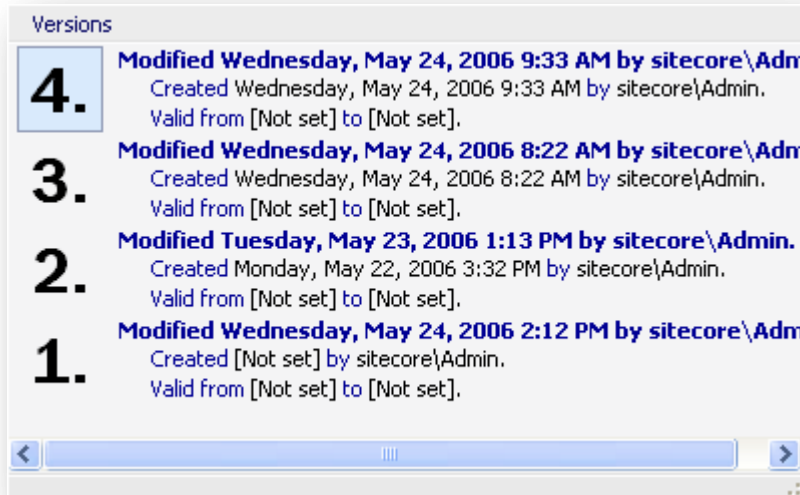 Versions
4.
Modified Wednesday, May 24, 2006 9:33 AM by sitecore\Adm
Created Wednesday, May 24, 2006 9:33 AM by sitecore\Admin.
Valid from [Not set] to [Not set].
3.
Modified Wednesday, May 24, 2006 8:22 AM by sitecore\Adm
Created Wednesday, May 24, 2006 8:22 AM by sitecore\Admin.
Valid from [Not set] to [Not set].
2.
Modified Tuesday, May 23, 2006 1:13 PM by sitecore\Admin.
Created Monday, May 22, 2006 3:32 PM by sitecore\Admin.
Valid from [Not set] to [Not set].
1.
Modified Wednesday, May 24, 2006 2:12 PM by sitecore\Adm
Created [Not set] by sitecore\Admin.
Valid from [Not set] to [Not set].